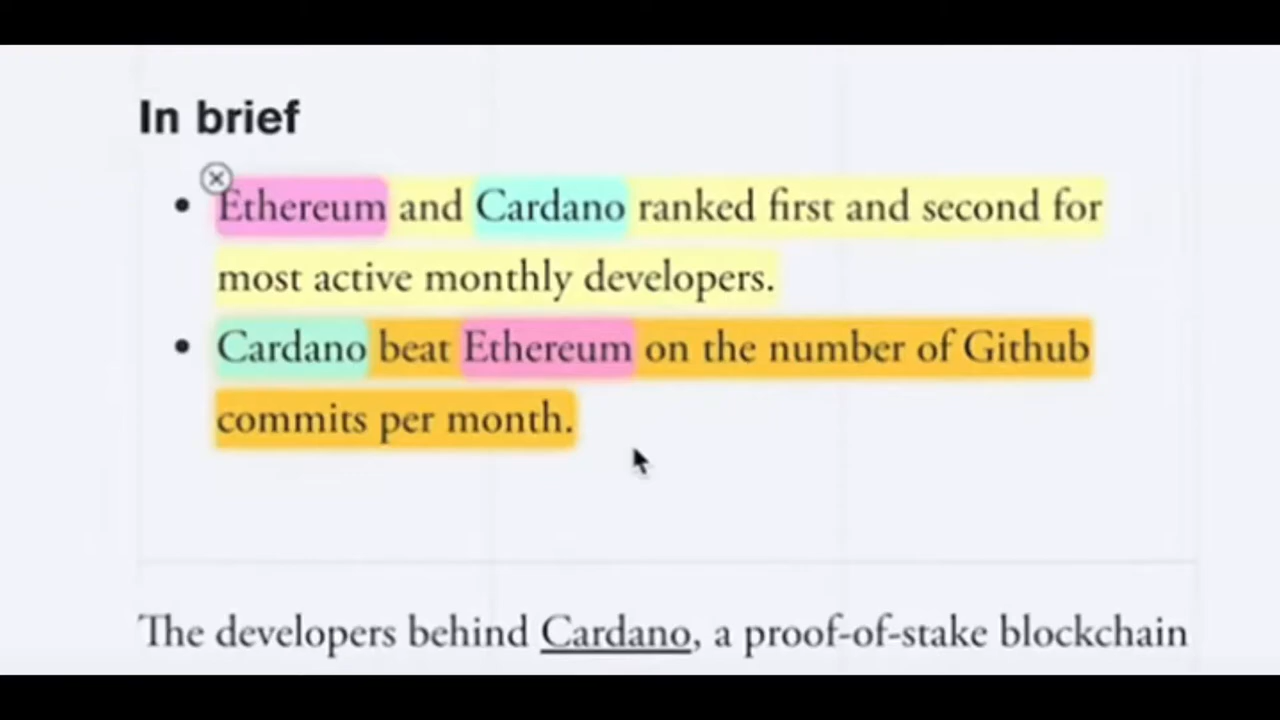 In brief
• Ethereum and Cardano ranked first and second for
most active monthly developers.
• Cardano beat Ethereum on the number of Github
commits per month.
The developers behind Cardano, a proof-of-stake blockchain